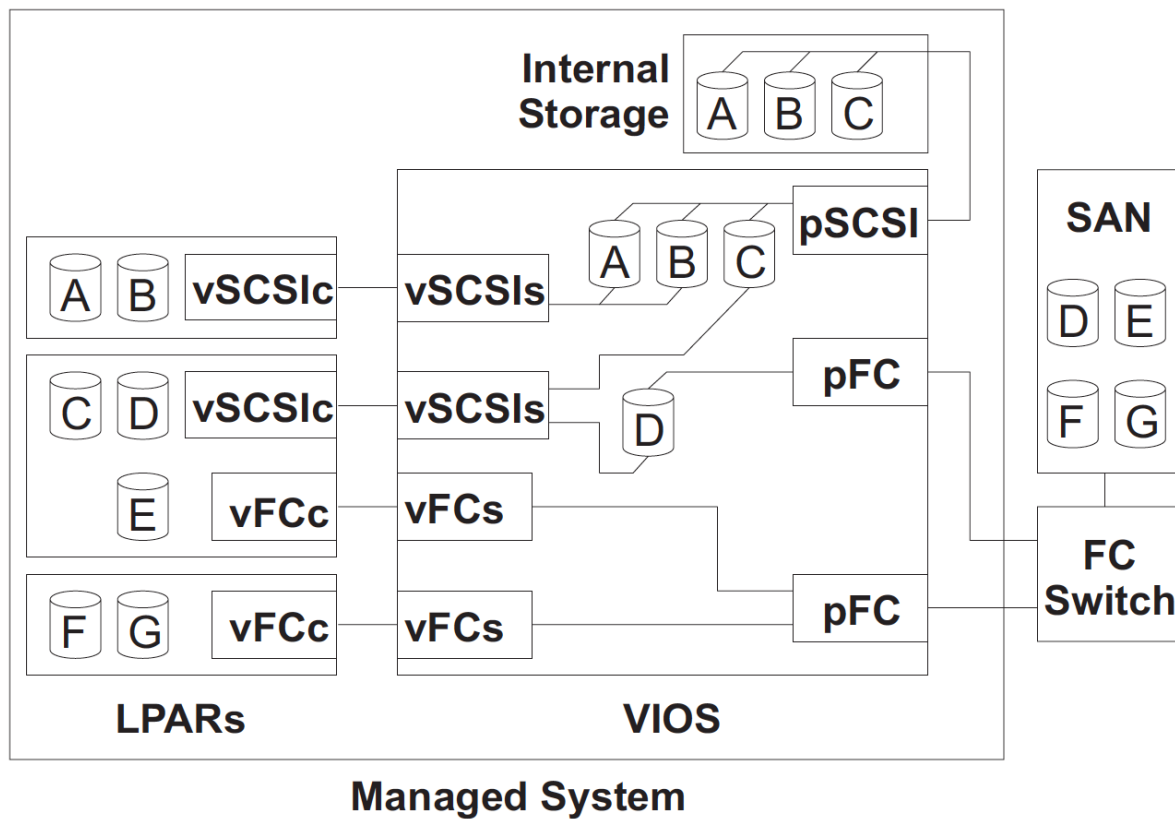 Internal
Storage
A B C
pSCSI
SAN
A B C
A B vSCSIc
vSCSIs
D E
C D vSCSIc
vSCSIs
D
pFC
F G
E vFCc
vFCs
FC
Switch
F G vFCc
vFCs
pFC
LPARs
VIOS
Managed System